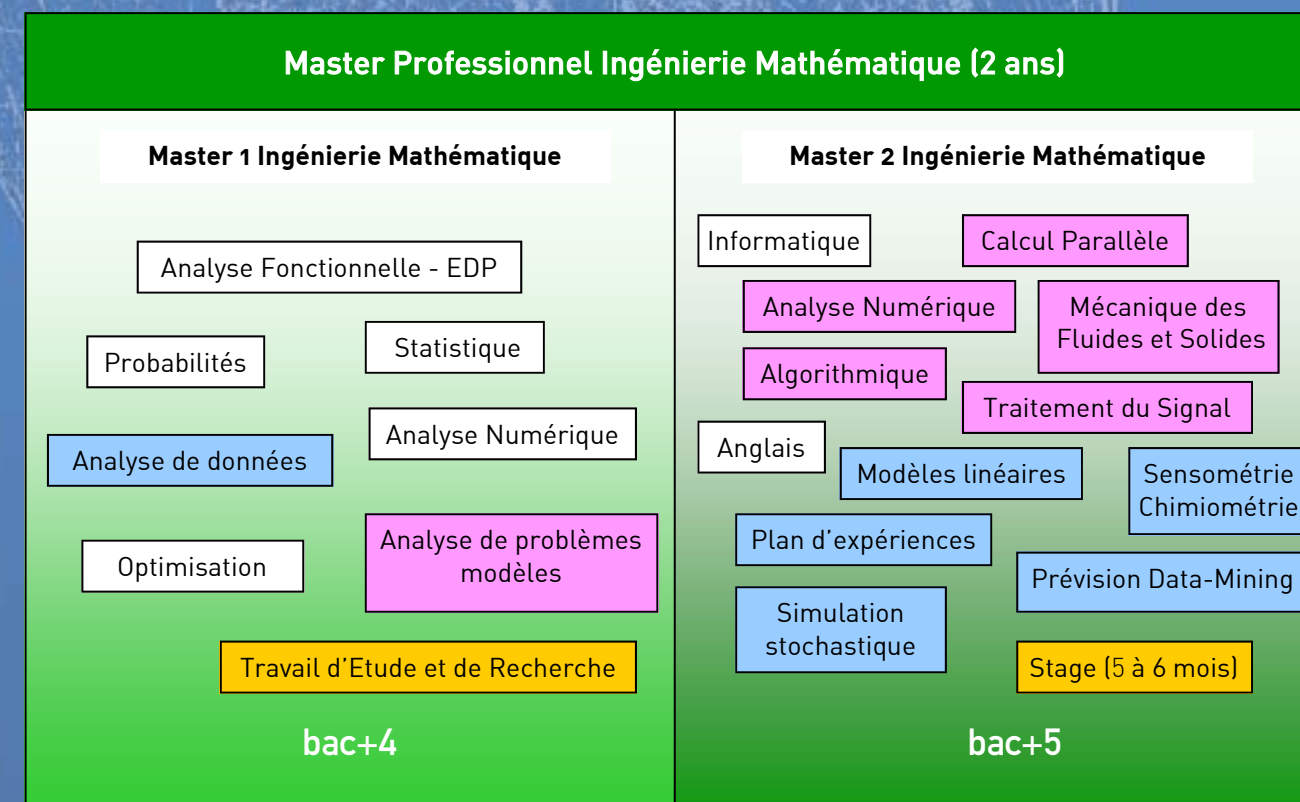 Master Professionnel Ingénierie Mathématique (2 ans)
Master 1 Ingénierie Mathématique
Analyse Fonctionnelle - EDP
Probabilités
Statistique
Analyse Numérique
Analyse de données
Analyse de problèmes
modèles
Optimisation
Travail d'Etude et de Recherche
bac+4
Master 2 Ingénierie Mathématique
Informatique
Calcul Parallèle
Analyse Numérique
Mécanique des
Fluides et Solides
Algorithmique
Traitement du Signal
Anglais
Modèles linéaires
Sensométrie
Chimiométrie
Plan d'expériences
Prévision Data-Mining
Simulation
stochastique
Stage (5 à 6 mois)
bac+5